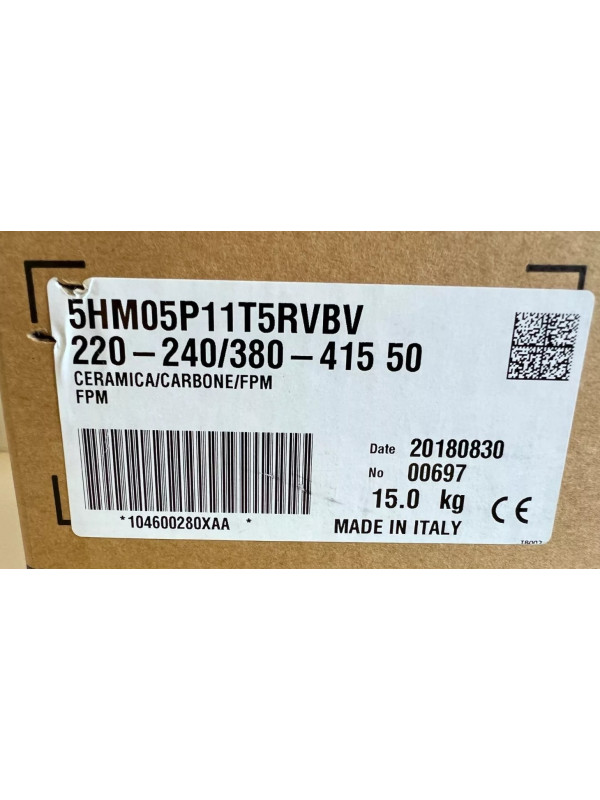 5HM05P11T5RVBV
220-240/380-415 50
CERAMICA/CARBONE/FPM
FPM
Date 20180830
No 00697
15.0 kg
CE
*104600280XAA *
MADE IN ITALY